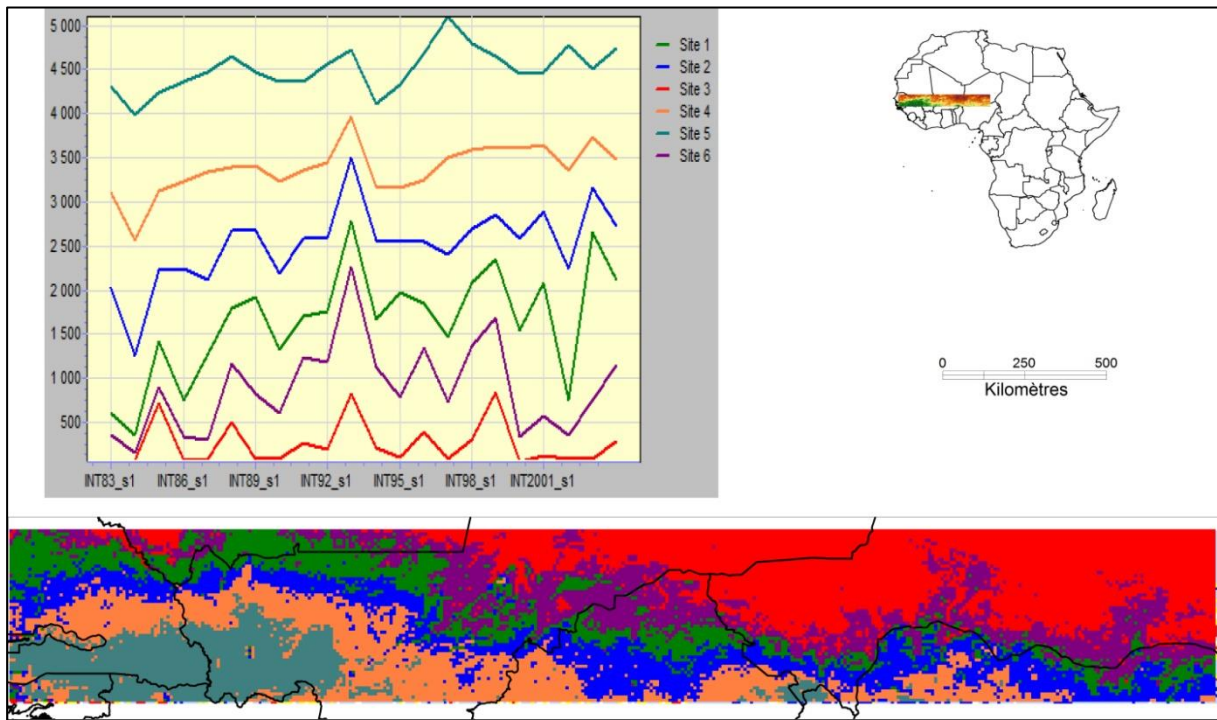 5 000
4 500
4 000
3 500
3 000
2 500
2 000
1 500
1 000
500
INT83_s1 INT86_s1 INT89_s1 INT92_s1 INT95_s1 INT98_s1 INT2001_s1
Site 1
Site 2
Site 3
Site 4
Site 5
Site 6
0 250 500
Kilomètres